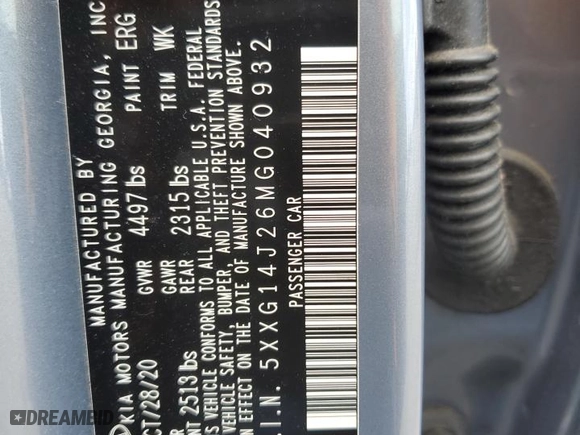 MANUFACTURED BY
KIA MOTORS MANUFACTURING GEORGIA, INC
CT/28/20 GVWR 4497 lbs PAINT ERG
GAWR
2513 lbs REAR 2315 lbs TRIM WK
VEHICLE CONFORMS TO ALL APPLICABLE U.S.A. FEDERAL
VEHICLE SAFETY, BUMPER, AND THEFT PREVENTION STANDARDS
IN EFFECT ON THE DATE OF MANUFACTURE SHOWN ABOVE.
I.N. 5XXG14J26MG040932
PASSENGER CAR
DREAMBID